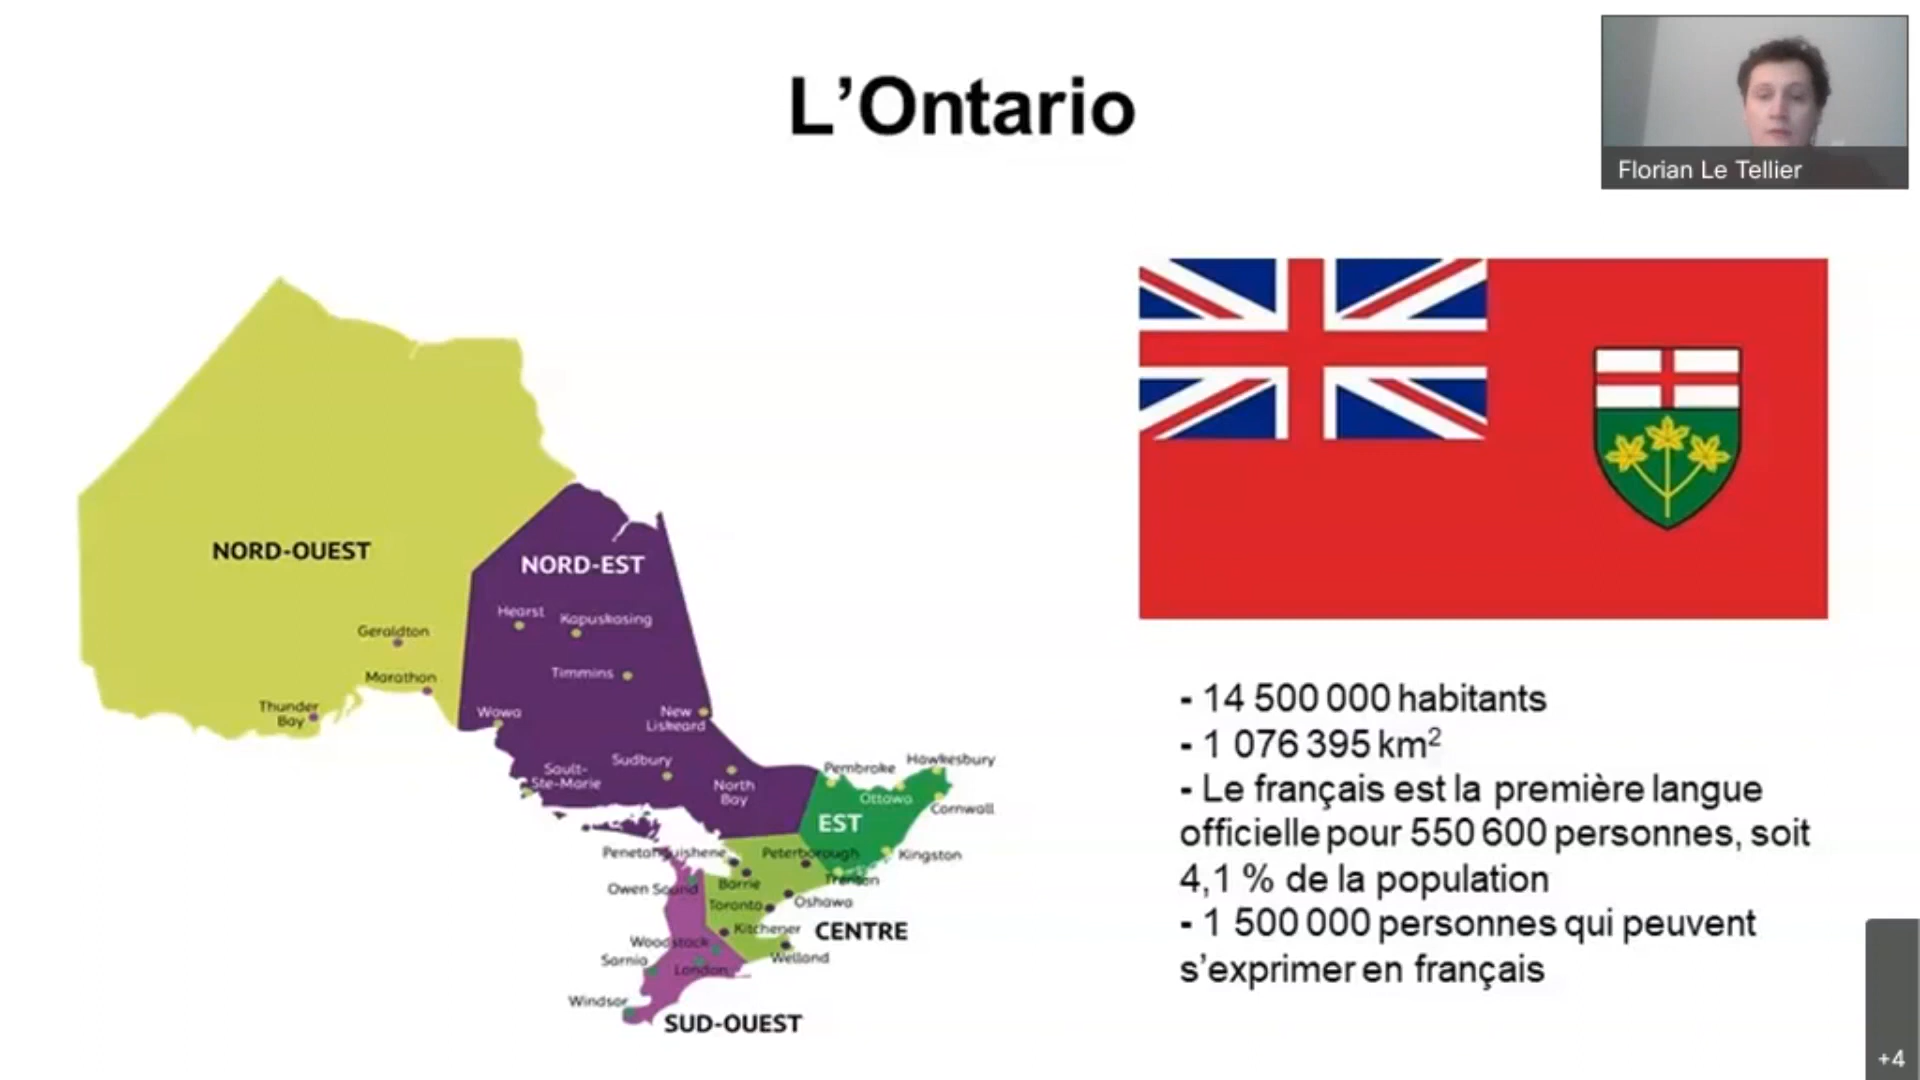 L’Ontario
Florian Le Tellier
NORD-OUEST
Geraldton
Marathon
Thunder
Bay
NORD-EST
Hearst
Kapuskasing
Timmins
Wawa
New
Liskeard
Sudbury
Sault-
Ste-Marie
North
Bay
Pembroke
Hawkesbury
Ottawa
Cornwall
EST
Kingston
Trenton
Penetanguishene
Peterborough
Owen Sound
Barrie
Toronto
Oshawa
Kitchener
CENTRE
Woodstock
Welland
Sarnia
London
Windsor
SUD-OUEST
- 14 500 000 habitants
- 1 076 395 km²
- Le français est la première langue
officielle pour 550 600 personnes, soit
4,1 % de la population
- 1 500 000 personnes qui peuvent
s’exprimer en français
+4